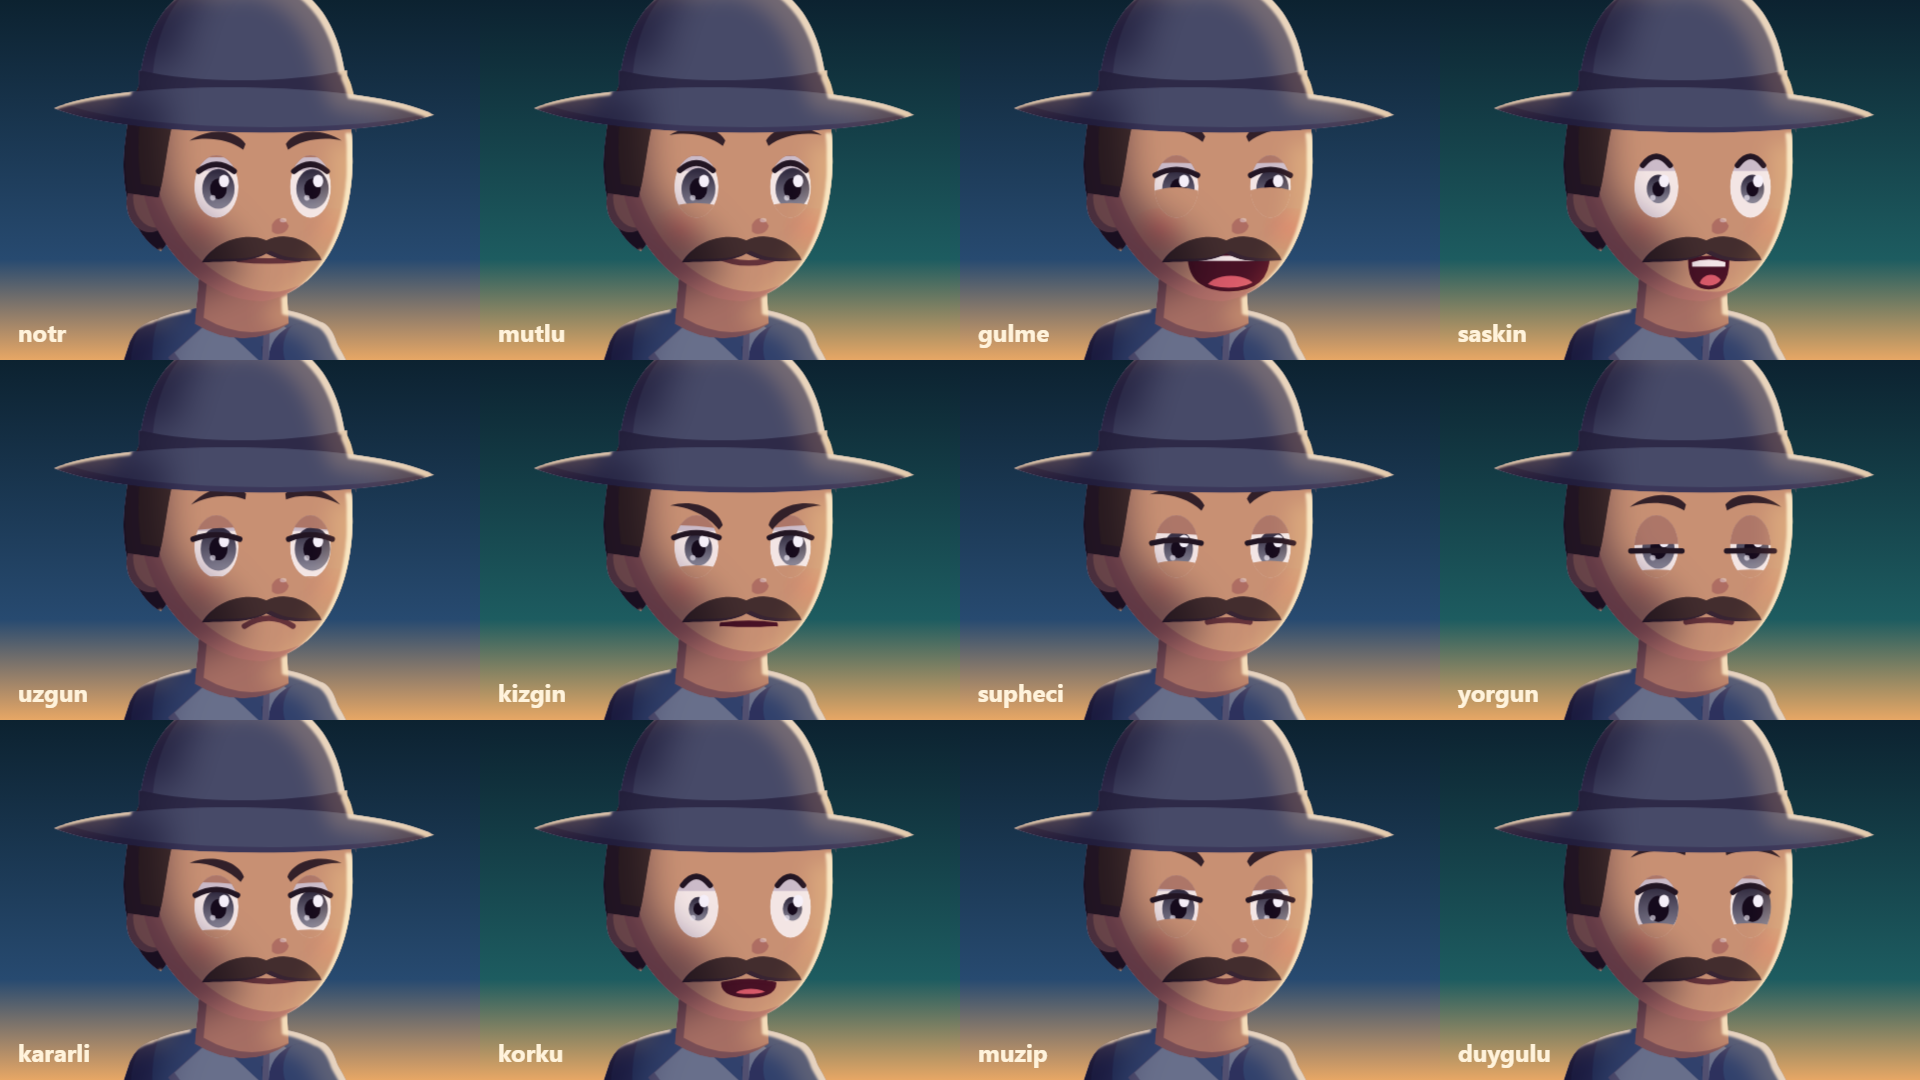 notr
mutlu
gulme
saskin
uzgun
kizgin
supheci
yorgun
kararli
korku
muzip
duygulu